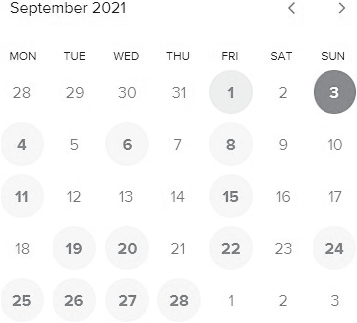 September 2021
MON TUE WED THU FRI SAT SUN
28 29 30 31 1 2 3
4 5 6 7 8 9 10
11 12 13 14 15 16 17
18 19 20 21 22 23 24
25 26 27 28 1 2 3